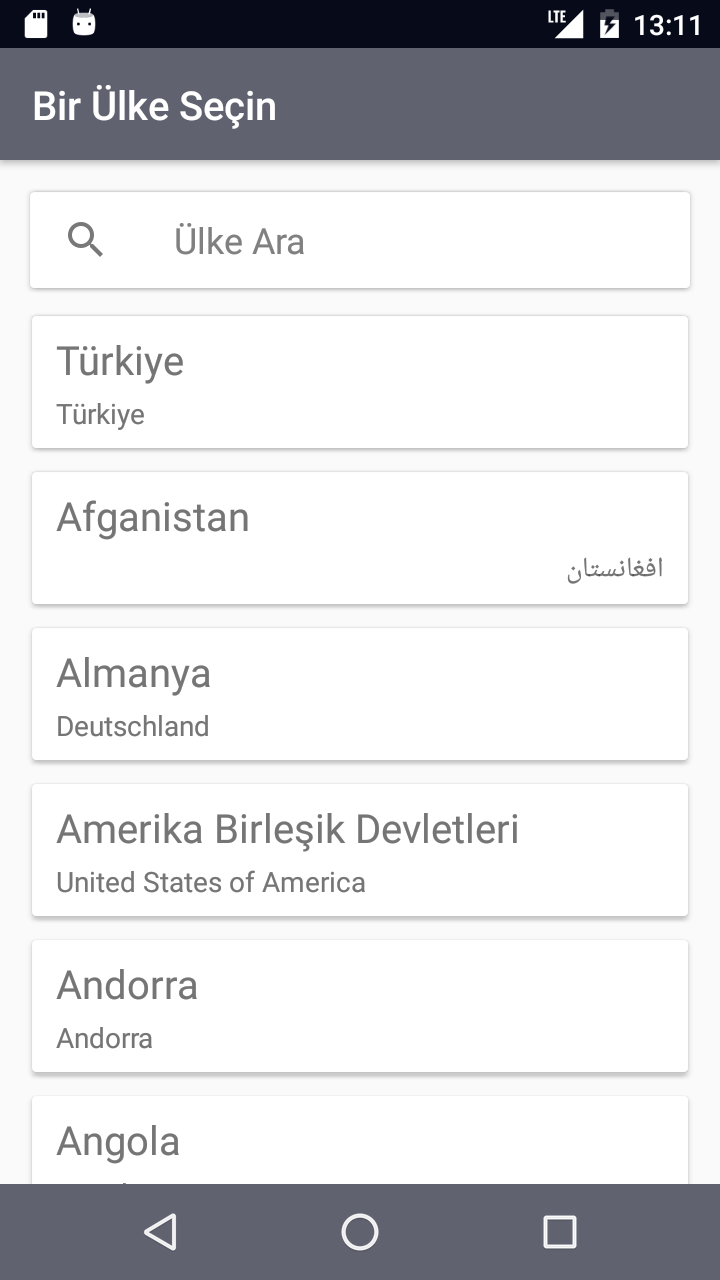 LTE 13:11
Bir Ülke Seçin
Ülke Ara
Türkiye
Türkiye
Afganistan
افغانستان
Almanya
Deutschland
Amerika Birleşik Devletleri
United States of America
Andorra
Andorra
Angola